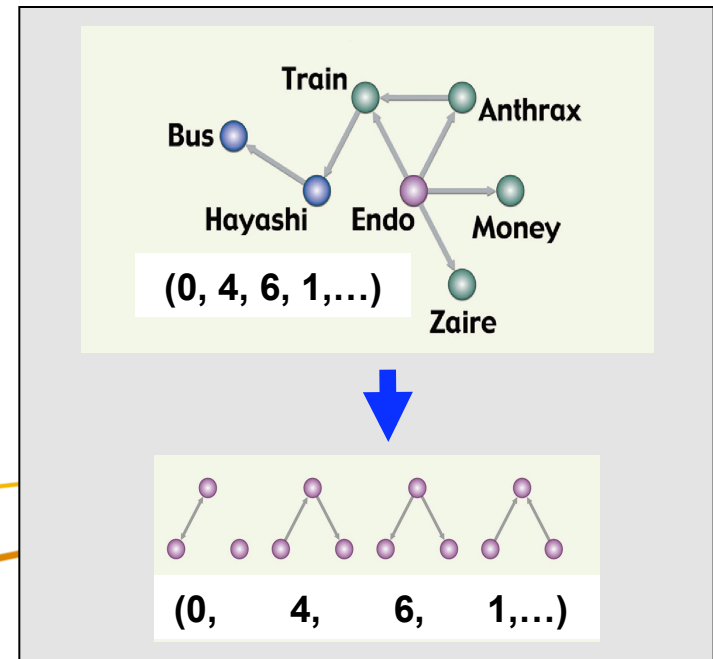 Train
Anthrax
Bus
Hayashi
Endo
Money
(0, 4, 6, 1,…)
Zaire
(0, 4, 6, 1,…)